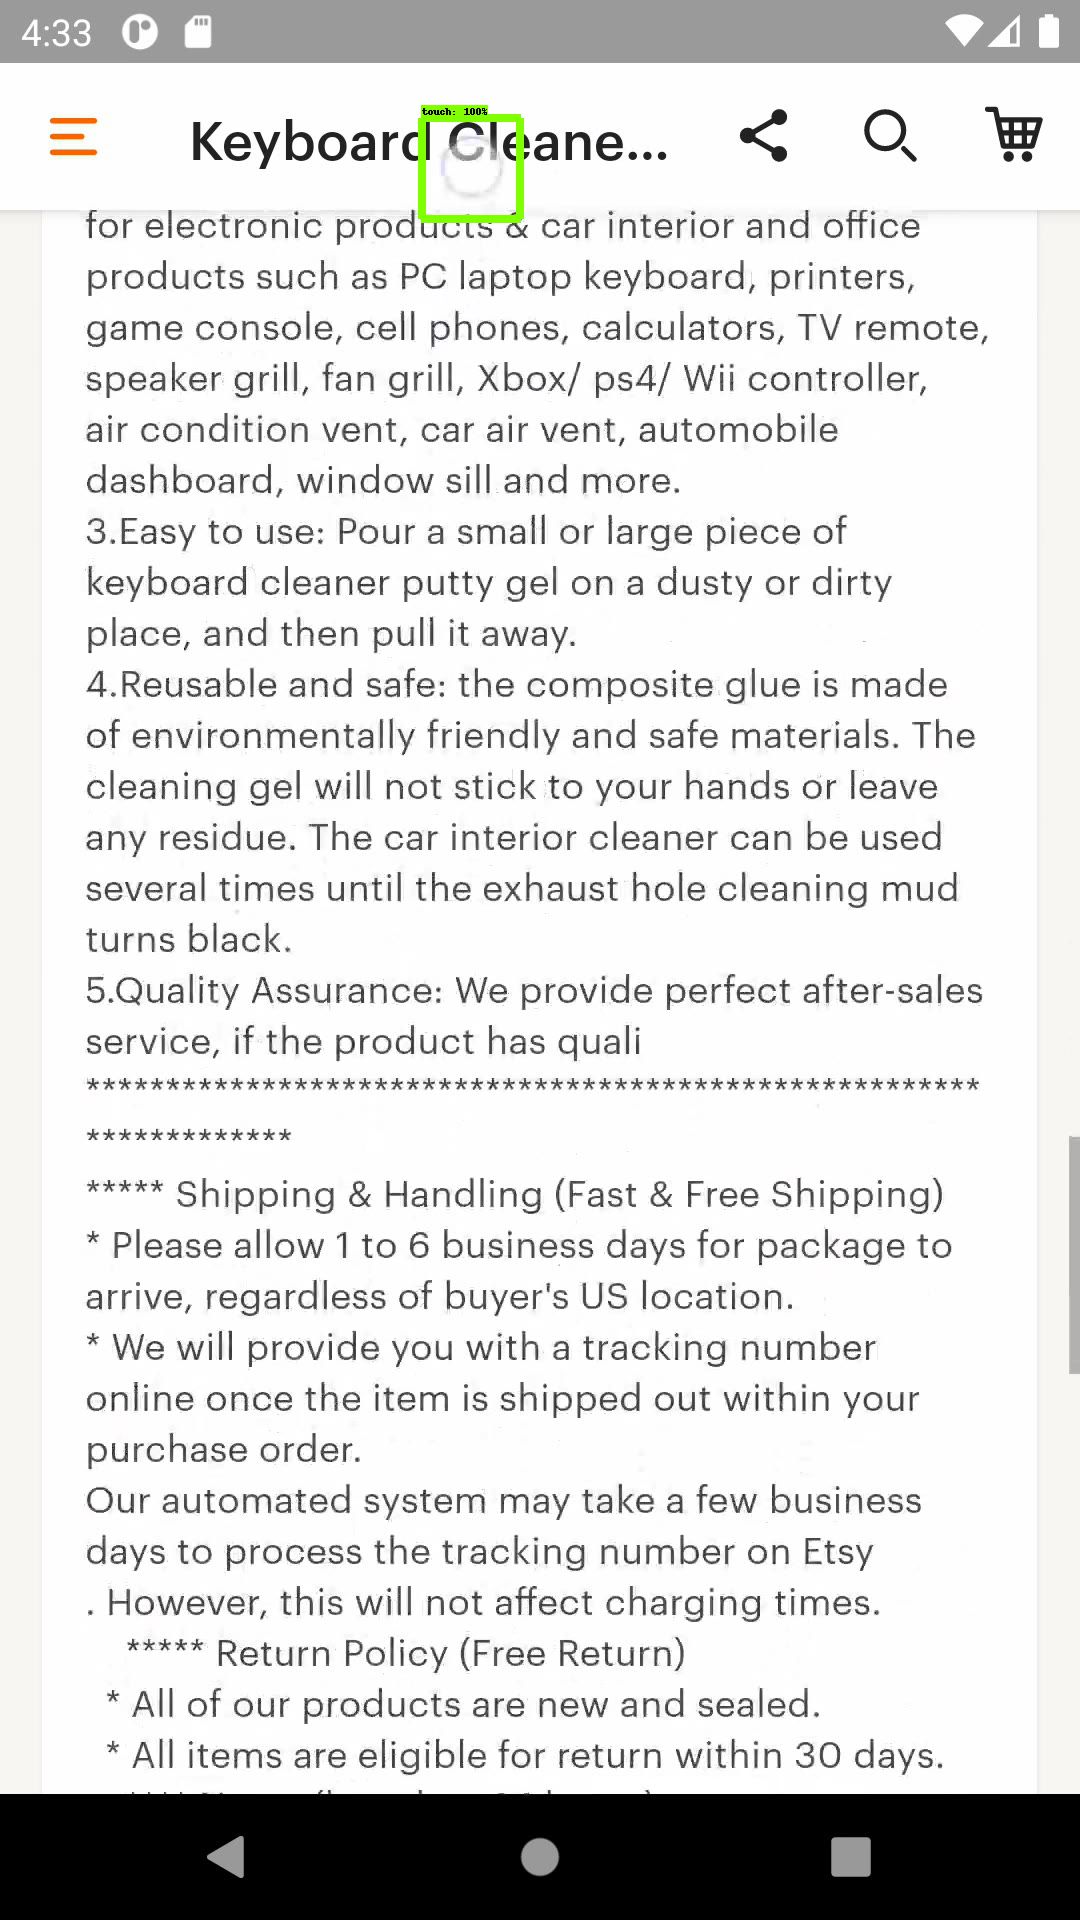 4:33
touch: 100%
Keyboard Cleane...
for electronic products & car interior and office
products such as PC laptop keyboard, printers,
game console, cell phones, calculators, TV remote,
speaker grill, fan grill, Xbox/ ps4/ Wii controller,
air condition vent, car air vent, automobile
dashboard, window sill and more.
3.Easy to use: Pour a small or large piece of
keyboard cleaner putty gel on a dusty or dirty
place, and then pull it away.
4.Reusable and safe: the composite glue is made
of environmentally friendly and safe materials. The
cleaning gel will not stick to your hands or leave
any residue. The car interior cleaner can be used
several times until the exhaust hole cleaning mud
turns black.
5.Quality Assurance: We provide perfect after-sales
service, if the product has quali
********************************************************
*************
***** Shipping & Handling (Fast & Free Shipping)
* Please allow 1 to 6 business days for package to
arrive, regardless of buyer's US location.
* We will provide you with a tracking number
online once the item is shipped out within your
purchase order.
Our automated system may take a few business
days to process the tracking number on Etsy
. However, this will not affect charging times.
***** Return Policy (Free Return)
* All of our products are new and sealed.
* All items are eligible for return within 30 days.